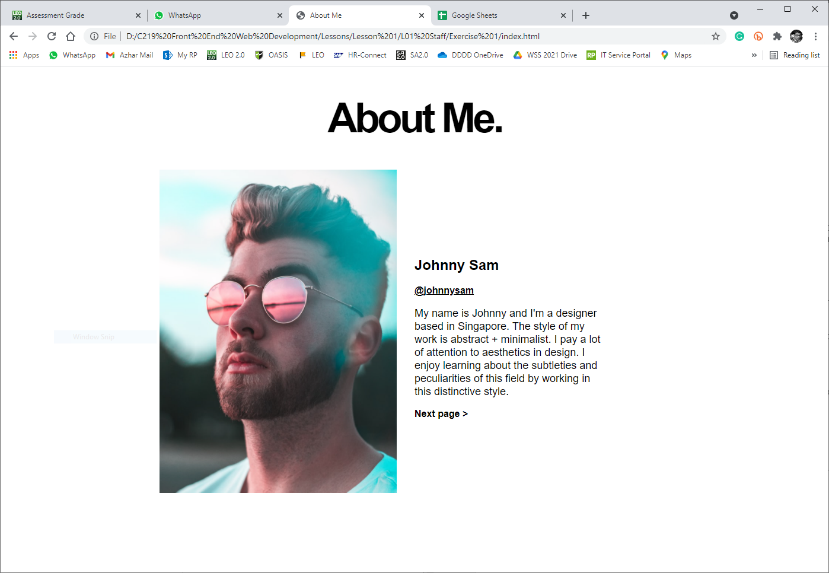 Assessment Grade
WhatsApp
About Me
Google Sheets
File | D:/C219%20Front%20End%20Web%20Development/Lessons/Lesson%201/L01%20Staff/Exercise%201/index.html
Apps
WhatsApp
Azhar Mail
My RP
LEO 2.0
OASIS
LEO
HR-Connect
SA2.0
DDDD OneDrive
WSS 2021 Drive
RP IT Service Portal
Maps
»
Reading list
About Me.
Johnny Sam
@johnnysam
My name is Johnny and I'm a designer
based in Singapore. The style of my
work is abstract + minimalist. I pay a lot
of attention to aesthetics in design. I
enjoy learning about the subtleties and
peculiarities of this field by working in
this distinctive style.
Next page >